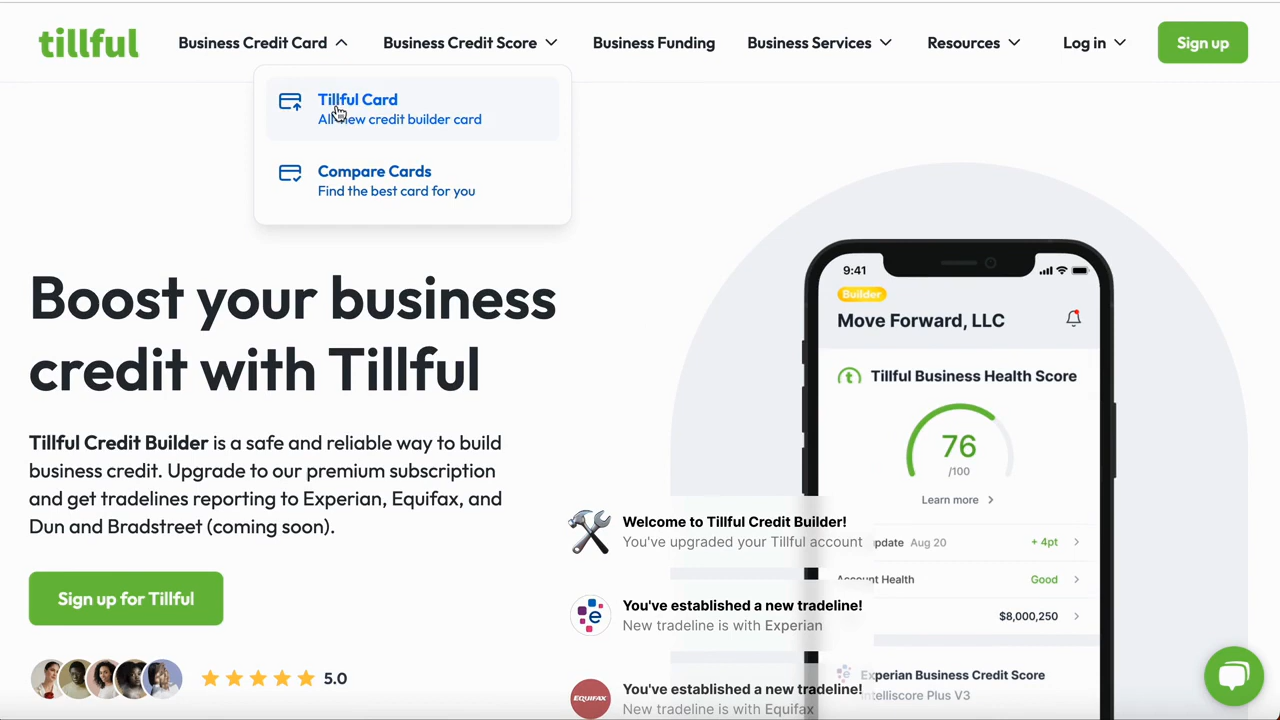 tillful
Business Credit Card
Business Credit Score
Business Funding
Business Services
Resources
Log in
Sign up
Tillful Card
All new credit builder card
Compare Cards
Find the best card for you
Boost your business
credit with Tillful
Tillful Credit Builder is a safe and reliable way to build
business credit. Upgrade to our premium subscription
and get tradelines reporting to Experian, Equifax, and
Dun and Bradstreet (coming soon).
Sign up for Tillful
5.0
9:41
Builder
Move Forward, LLC
t Tillful Business Health Score
76
/100
Learn more
Welcome to Tillful Credit Builder!
You've upgraded your Tillful account
Aug 20
+ 4pt
Account Health
Good
$8,000,250
e
You've established a new tradeline!
New tradeline is with Experian
Experian Business Credit Score
Intelliscore Plus V3
EQUIFAX
You've established a new tradeline!
New tradeline is with Equifax